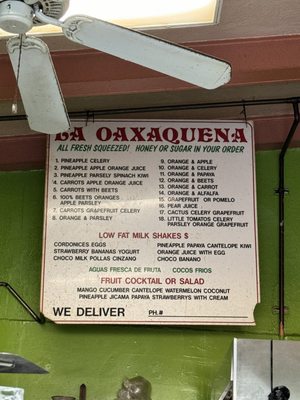 LA OAXAQUENA
ALL FRESH SQUEEZED! HONEY OR SUGAR IN YOUR ORDER
1. PINEAPPLE CELERY
2. PINEAPPLE APPLE ORANGE JUICE
3. PINEAPPLE PARSELY SPINACH KIWI
4. CARROTS APPLE ORANGE JUICE
5. CARROTS WITH BEETS
6. 100% BEETS ORANGES
APPLE PARSLEY
7. CARROTS GRAPEFRUIT CELERY
8. ORANGE & PARSLEY
9. ORANGE & APPLE
10. ORANGE & CELERY
11. ORANGE & PAPAYA
12. ORANGE & BEETS
13. ORANGE & CARROT
14. ORANGE & ALFALFA
15. GRAPEFRUIT OR POMELO
16. PEAR JUICE
17. CACTUS CELERY GRAPEFRUIT
18. LITTLE TOMATOES CELERY
PARSLEY ORANGE GRAPEFRUIT
LOW FAT MILK SHAKES $
CORDONICES EGGS
STRAWBERRY BANANAS YOGURT
CHOCO MILK POLLAS CINZANO
PINEAPPLE PAPAYA CANTELOPE KIWI
ORANGE JUICE WITH EGG
CHOCO BANANO
AGUAS FRESCA DE FRUTA COCOS FRIOS
FRUIT COCKTAIL OR SALAD
MANGO CUCUMBER CANTELOPE WATERMELON COCONUT
PINEAPPLE JICAMA PAPAYA STRAWBERRYS WITH CREAM
WE DELIVER PH.#